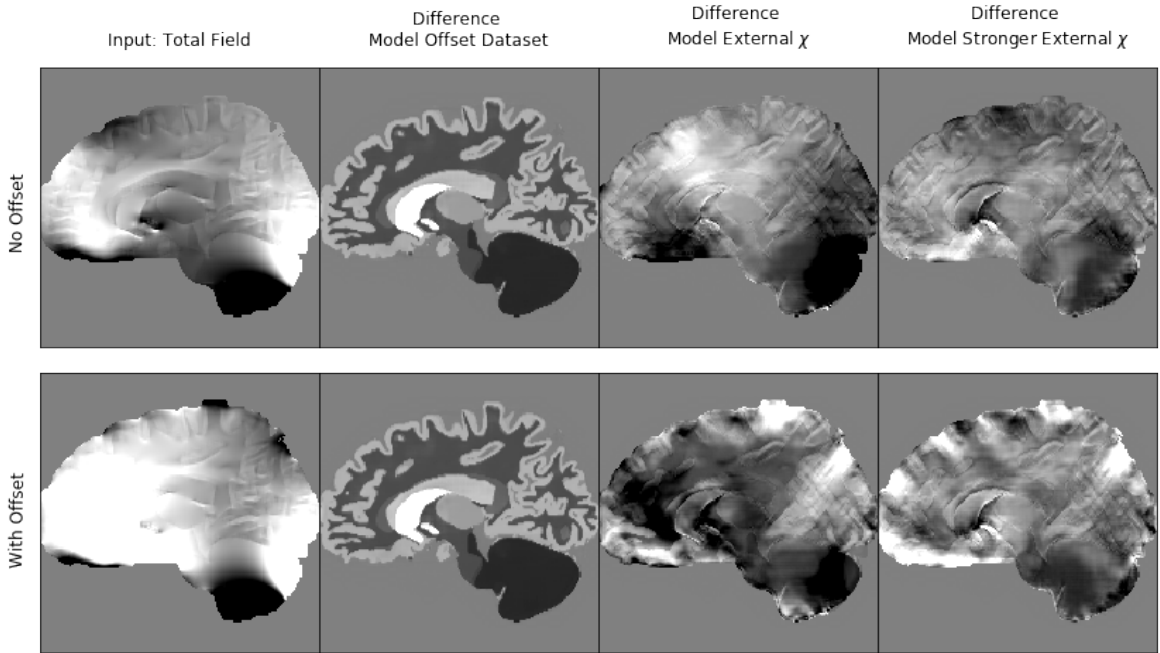 Input: Total Field
Difference
Model Offset Dataset
Difference
Model External χ
Difference
Model Stronger External χ
No Offset
With Offset